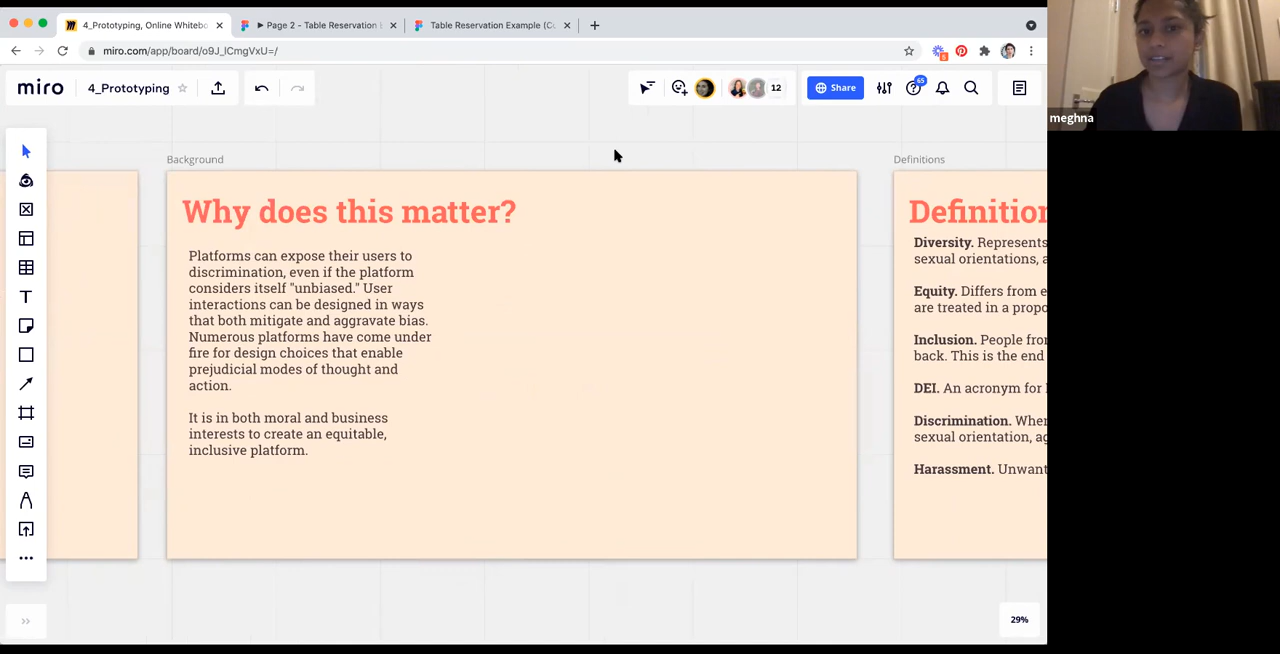 4_Prototyping, Online Whitebo
Page 2 - Table Reservation
Table Reservation Example (Cu
miro.com/app/board/o9J_lCmgVxU=/
miro
4_Prototyping
12
Share
65
meghna
Background
Definitions
Why does this matter?
Platforms can expose their users to
discrimination, even if the platform
considers itself "unbiased." User
interactions can be designed in ways
that both mitigate and aggravate bias.
Numerous platforms have come under
fire for design choices that enable
prejudicial modes of thought and
action.
It is in both moral and business
interests to create an equitable,
inclusive platform.
Definition
Diversity. Represents
sexual orientations, a
Equity. Differs from e
are treated in a propo
Inclusion. People from
back. This is the end
DEI. An acronym for
Discrimination. When
sexual orientation, ag
Harassment. Unwant
29%